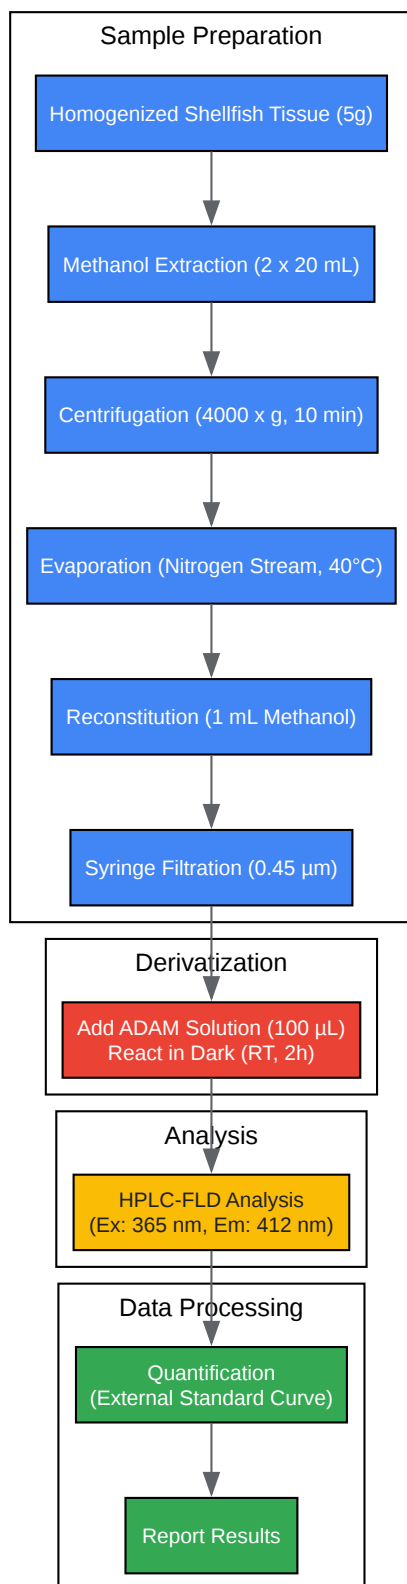 Sample Preparation
Homogenized Shellfish Tissue (5g)
Methanol Extraction (2 x 20 mL)
Centrifugation (4000 x g, 10 min)
Evaporation (Nitrogen Stream, 40°C)
Reconstitution (1 mL Methanol)
Syringe Filtration (0.45 µm)
Derivatization
Add ADAM Solution (100 µL)
React in Dark (RT, 2h)
Analysis
HPLC-FLD Analysis
(Ex: 365 nm, Em: 412 nm)
Data Processing
Quantification
(External Standard Curve)
Report Results